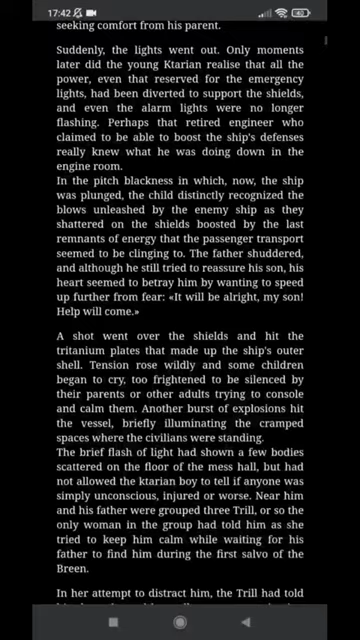 17:42
40
seeking comfort from his parent.
Suddenly, the lights went out. Only moments
later did the young Ktarian realise that all the
power, even that reserved for the emergency
lights, had been diverted to support the shields,
and even the alarm lights were no longer
flashing. Perhaps that retired engineer who
claimed to be able to boost the ship's defenses
really knew what he was doing down in the
engine room.
In the pitch blackness in which, now, the ship
was plunged, the child distinctly recognized the
blows unleashed by the enemy ship as they
shattered on the shields boosted by the last
remnants of energy that the passenger transport
seemed to be clinging to. The father shuddered,
and although he still tried to reassure his son, his
heart seemed to betray him by wanting to speed
up further from fear: «It will be alright, my son!
Help will come.»
A shot went over the shields and hit the
tritanium plates that made up the ship's outer
shell. Tension rose wildly and some children
began to cry, too frightened to be silenced by
their parents or other adults trying to console
and calm them. Another burst of explosions hit
the vessel, briefly illuminating the cramped
spaces where the civilians were standing.
The brief flash of light had shown a few bodies
scattered on the floor of the mess hall, but had
not allowed the ktarian boy to tell if anyone was
simply unconscious, injured or worse. Near him
and his father were grouped three Trill, or so the
only woman in the group had told him as she
tried to keep him calm while waiting for his
father to find him during the first salvo of the
Breen.
In her attempt to distract him, the Trill had told